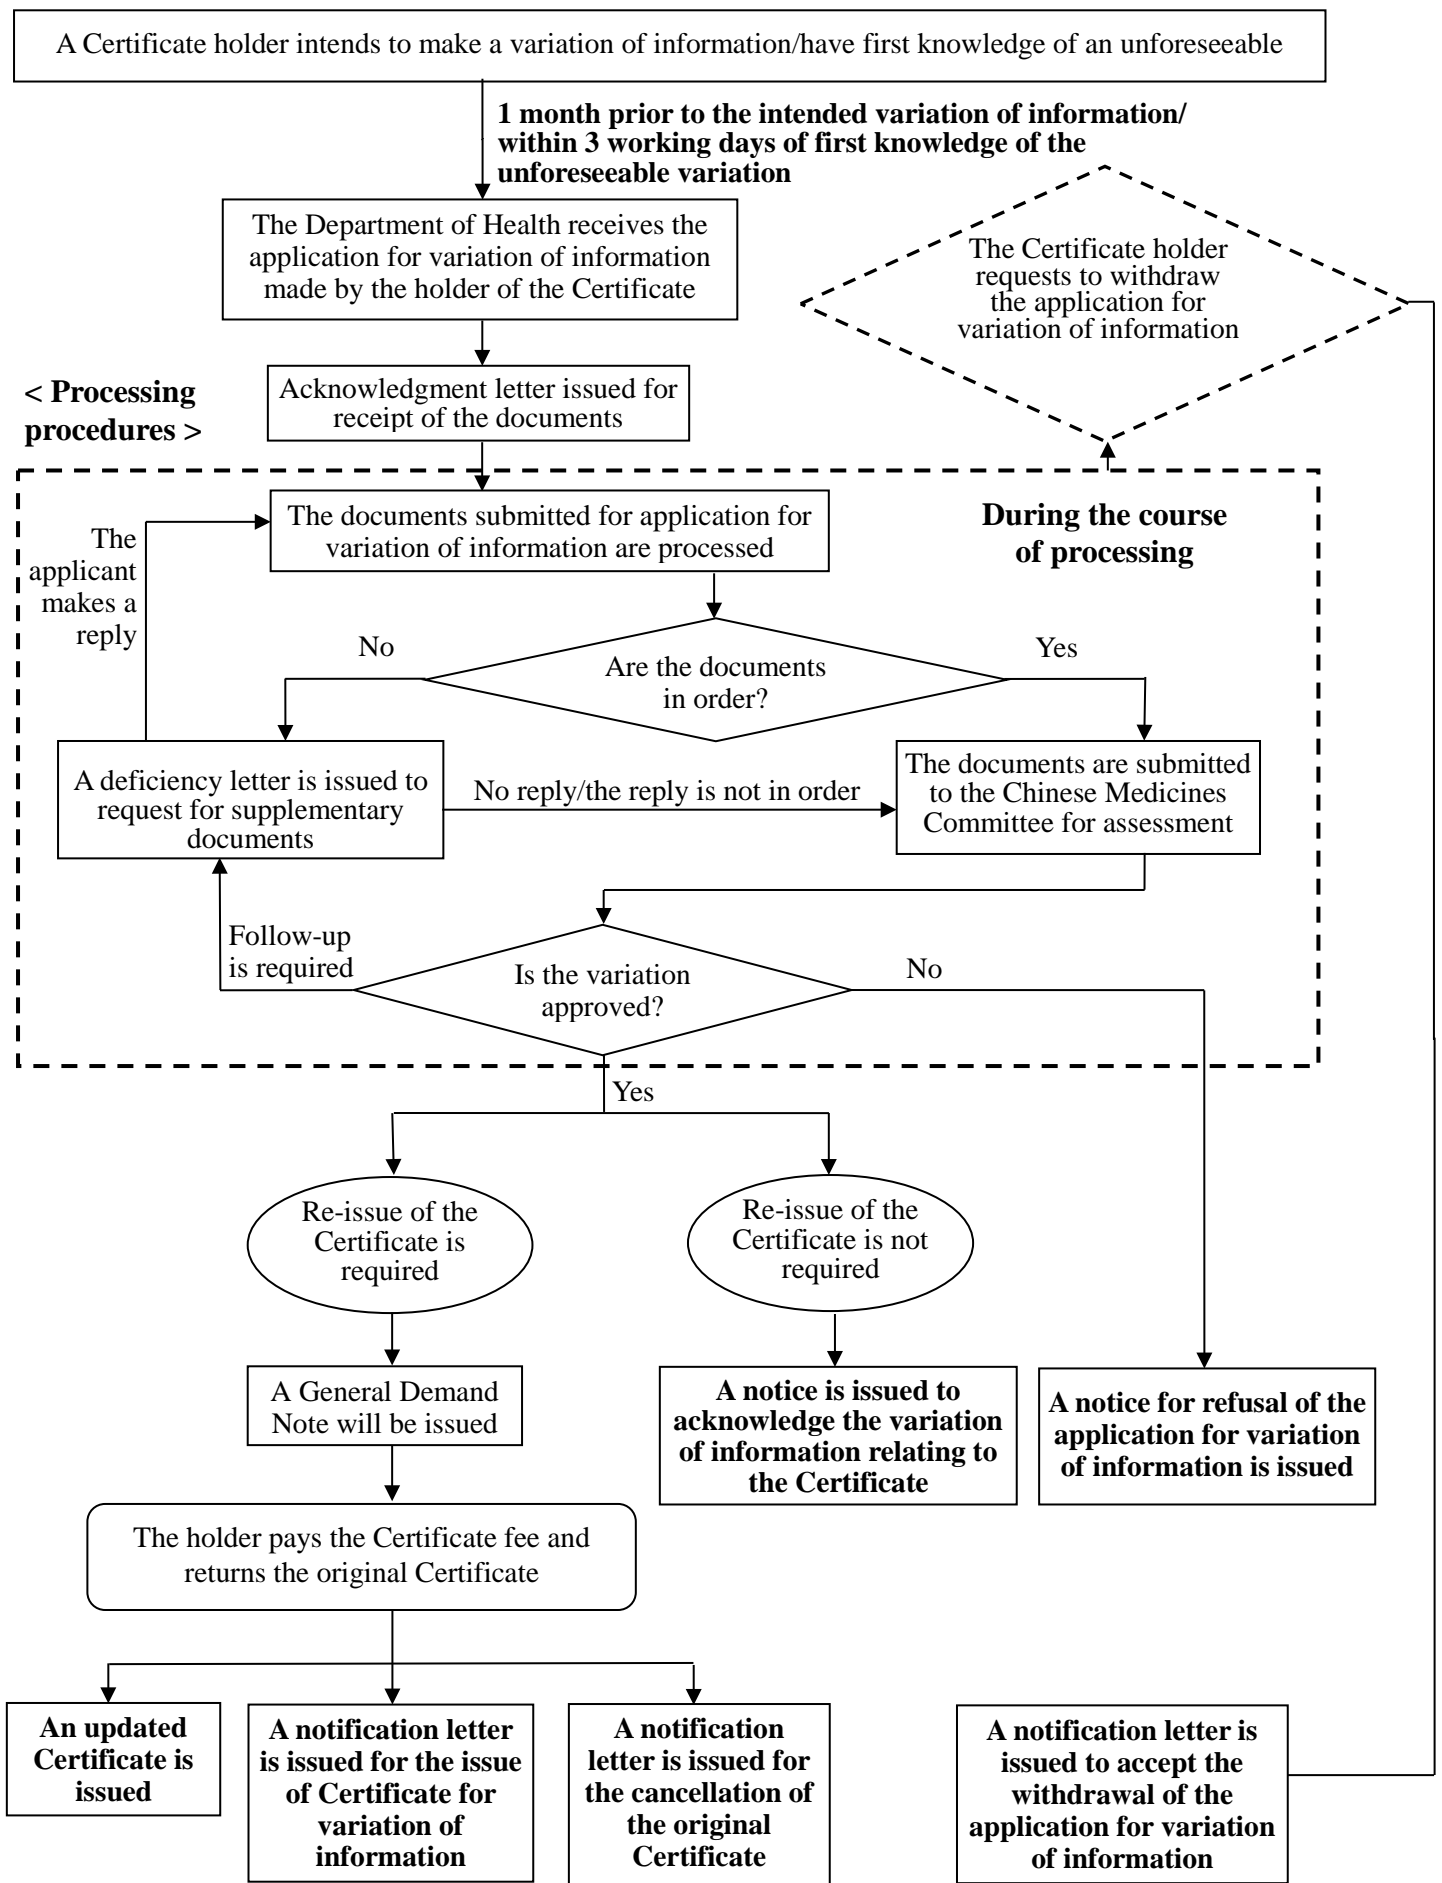 A Certificate holder intends to make a variation of information/have first knowledge of an unforeseeable
1 month prior to the intended variation of information/
within 3 working days of first knowledge of the
unforeseeable variation
The Department of Health receives the
application for variation of information
made by the holder of the Certificate
The Certificate holder
requests to withdraw
the application for
variation of information
Acknowledgment letter issued for
receipt of the documents
< Processing
procedures >
The documents submitted for application for
variation of information are processed
During the course
of processing
The
applicant
makes a
reply
No
Are the documents
in order?
Yes
A deficiency letter is issued to
request for supplementary
documents
No reply/the reply is not in order
The documents are submitted
to the Chinese Medicines
Committee for assessment
Follow-up
is required
Is the variation
approved?
No
Yes
Re-issue of the
Certificate is
required
Re-issue of the
Certificate is not
required
A General Demand
Note will be issued
A notice is issued to
acknowledge the variation
of information relating to
the Certificate
A notice for refusal of the
application for variation
of information is issued
The holder pays the Certificate fee and
returns the original Certificate
An updated
Certificate is
issued
A notification letter
is issued for the issue
of Certificate for
variation of
information
A notification
letter is issued for
the cancellation of
the original
Certificate
A notification letter is
issued to accept the
withdrawal of the
application for variation
of information